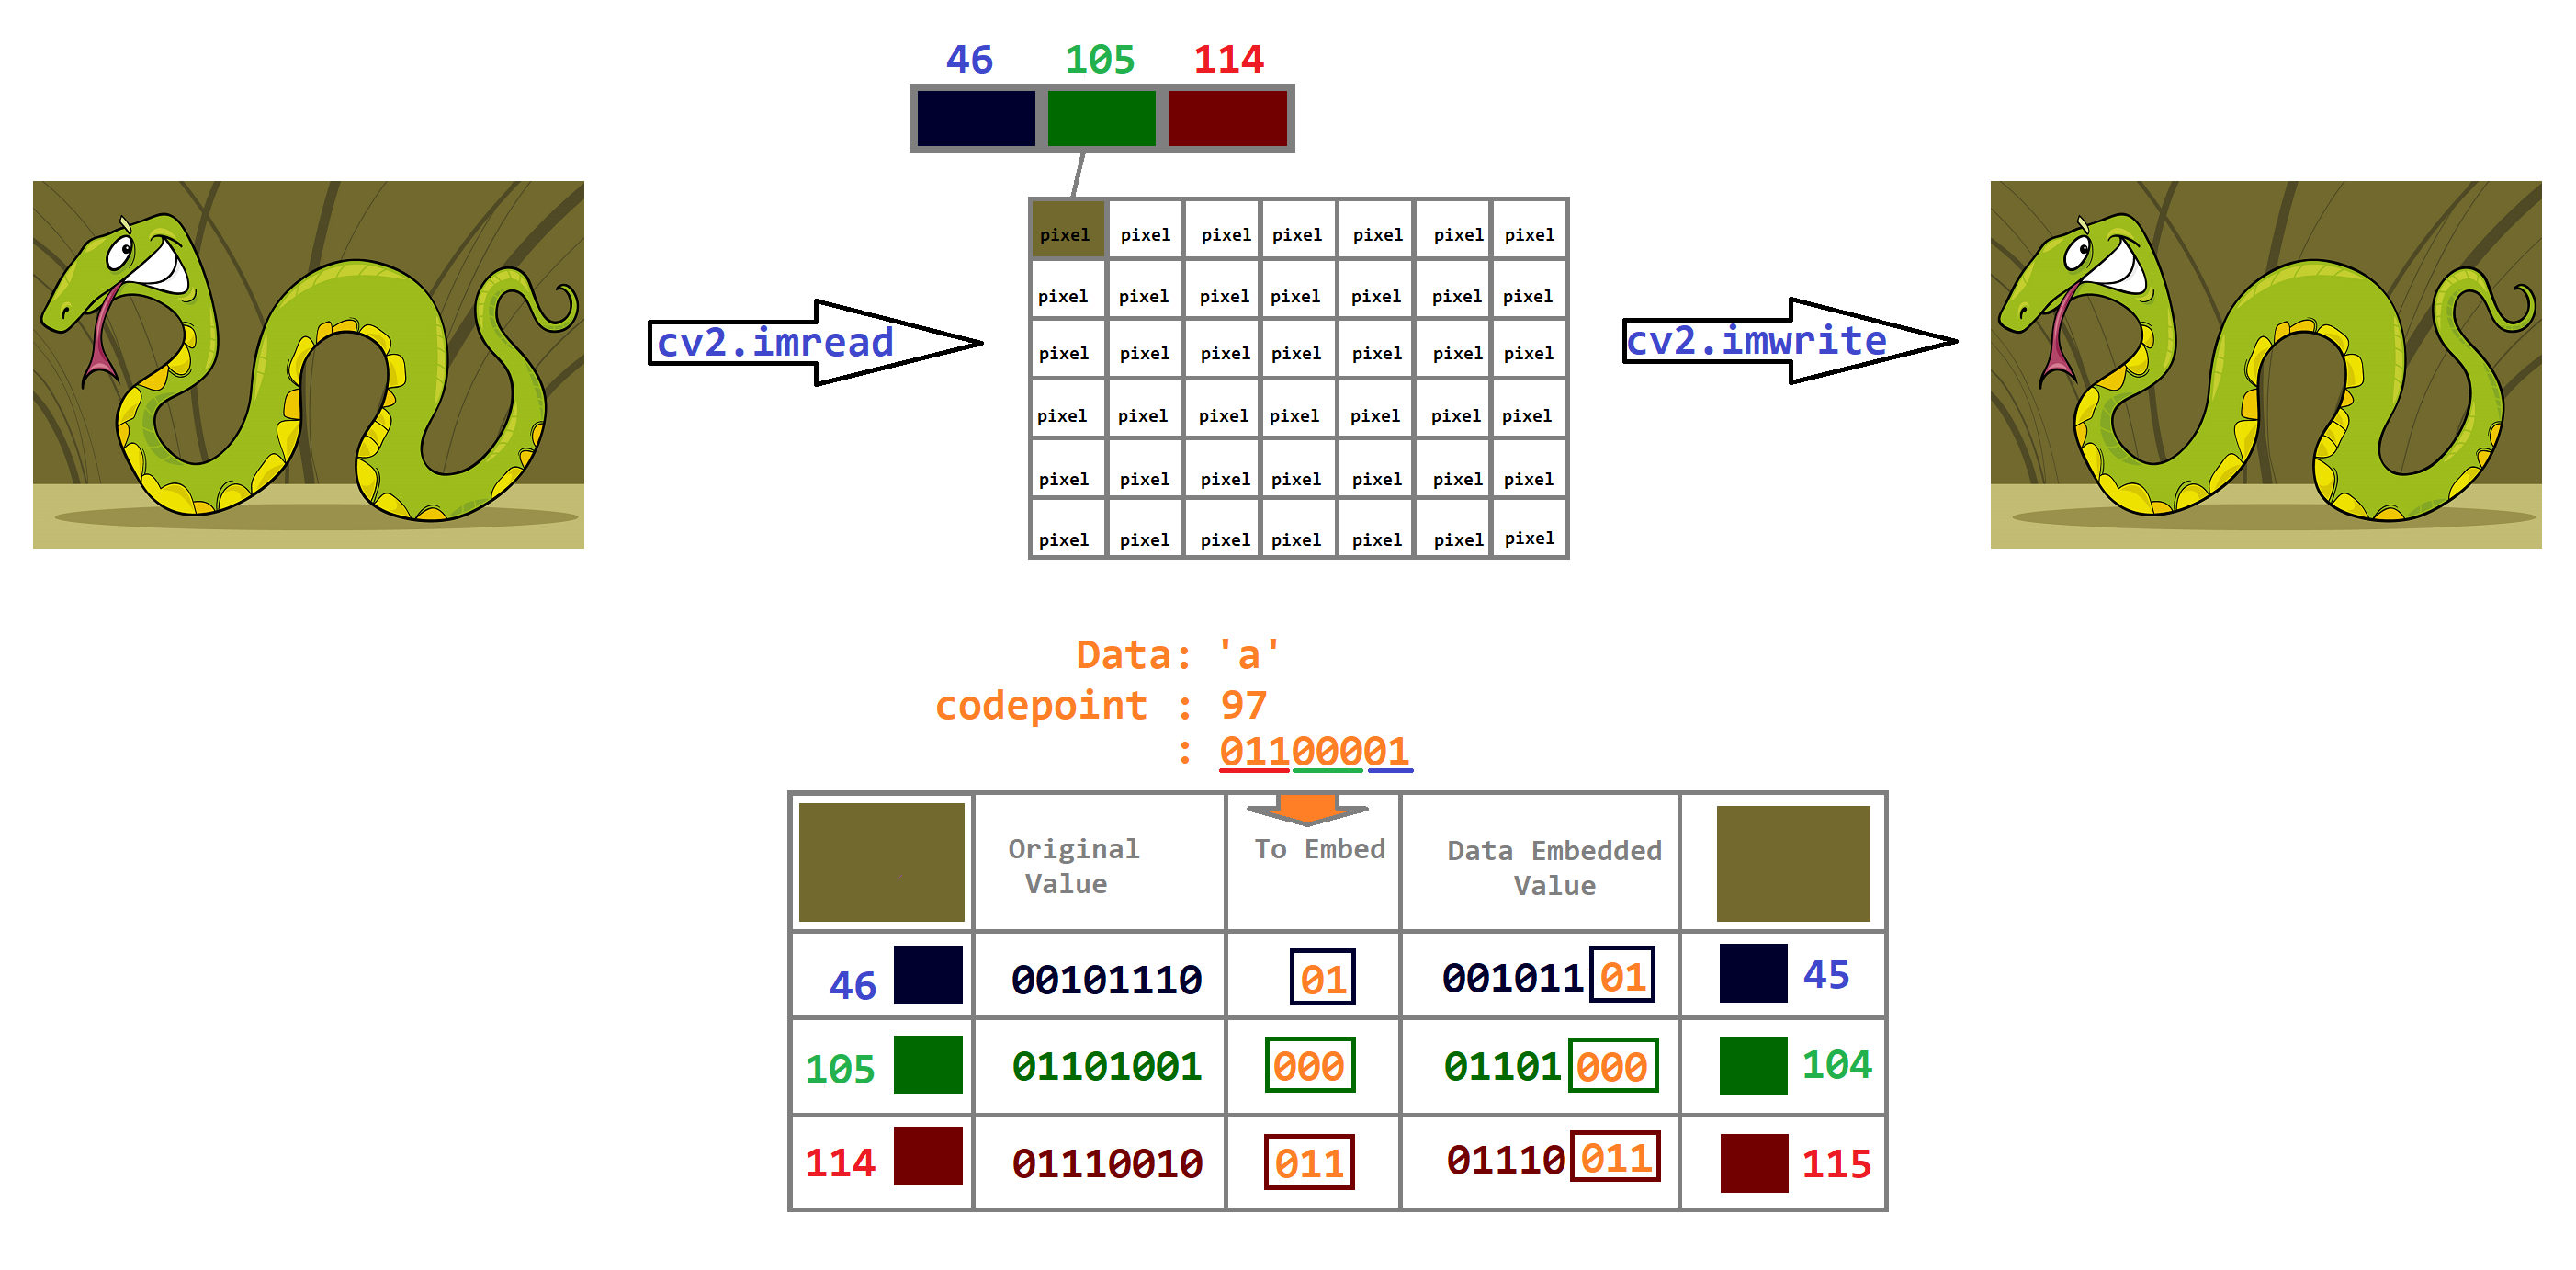 46 105 114
pixel pixel pixel pixel pixel pixel pixel
pixel pixel pixel pixel pixel pixel pixel
cv2.imread
cv2.imwrite
pixel pixel pixel pixel pixel pixel pixel
pixel pixel pixel pixel pixel pixel pixel
pixel pixel pixel pixel pixel pixel pixel
pixel pixel pixel pixel pixel pixel pixel
Data: 'a'
codepoint : 97
: 01100001
Original
Value
To Embed
Data Embedded
Value
46 00101110 01 00101101 45
105 01101001 000 01101000 104
114 01110010 011 01110011 115